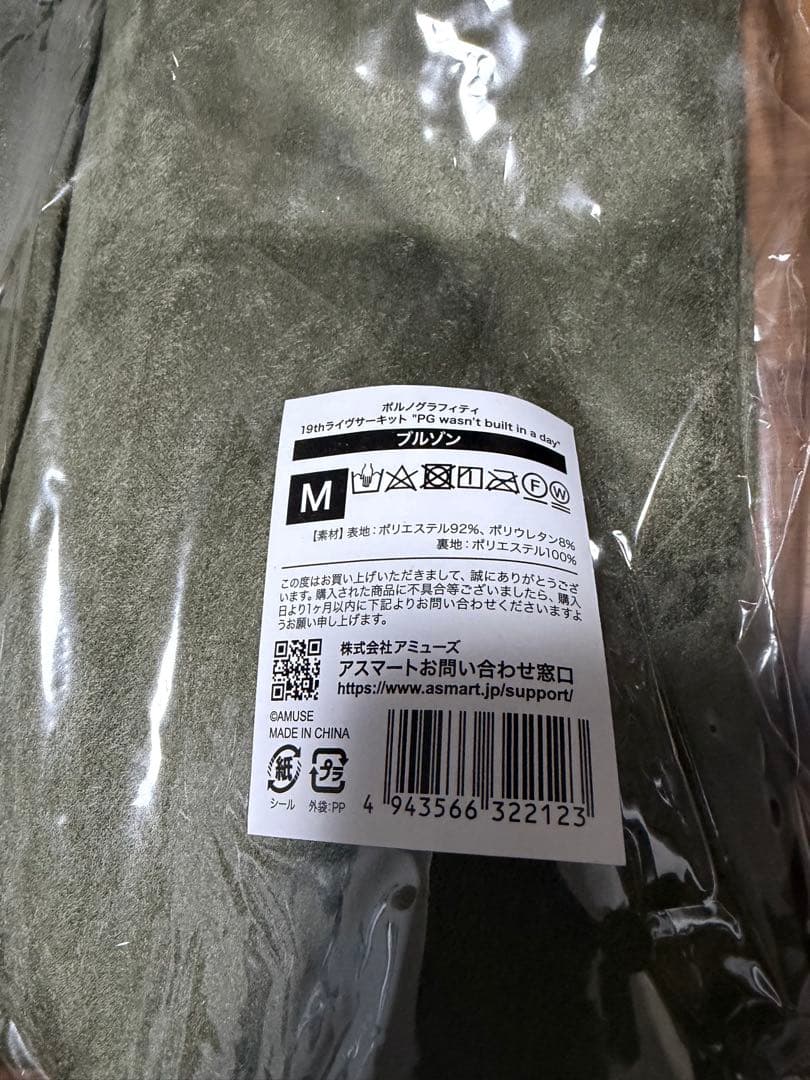 ポルノグラフィティ
19thライヴサーキット "PG wasn't built in a day"
ブルゾン
M
F W
【素材】表地:ポリエステル92%、ポリウレタン8%
裏地:ポリエステル100%
この度はお買い上げいただきまして、誠にありがとうござ
います。購入された商品に不具合等ございましたら、購入
日より1ヶ月以内に下記よりお問い合わせくださいますよ
うお願い申し上げます。
株式会社アミューズ
アスマートお問い合わせ窓口
https://www.asmart.jp/support/
©AMUSE
MADE IN CHINA
紙 プラ
シール 外袋:PP
4 943566 322123